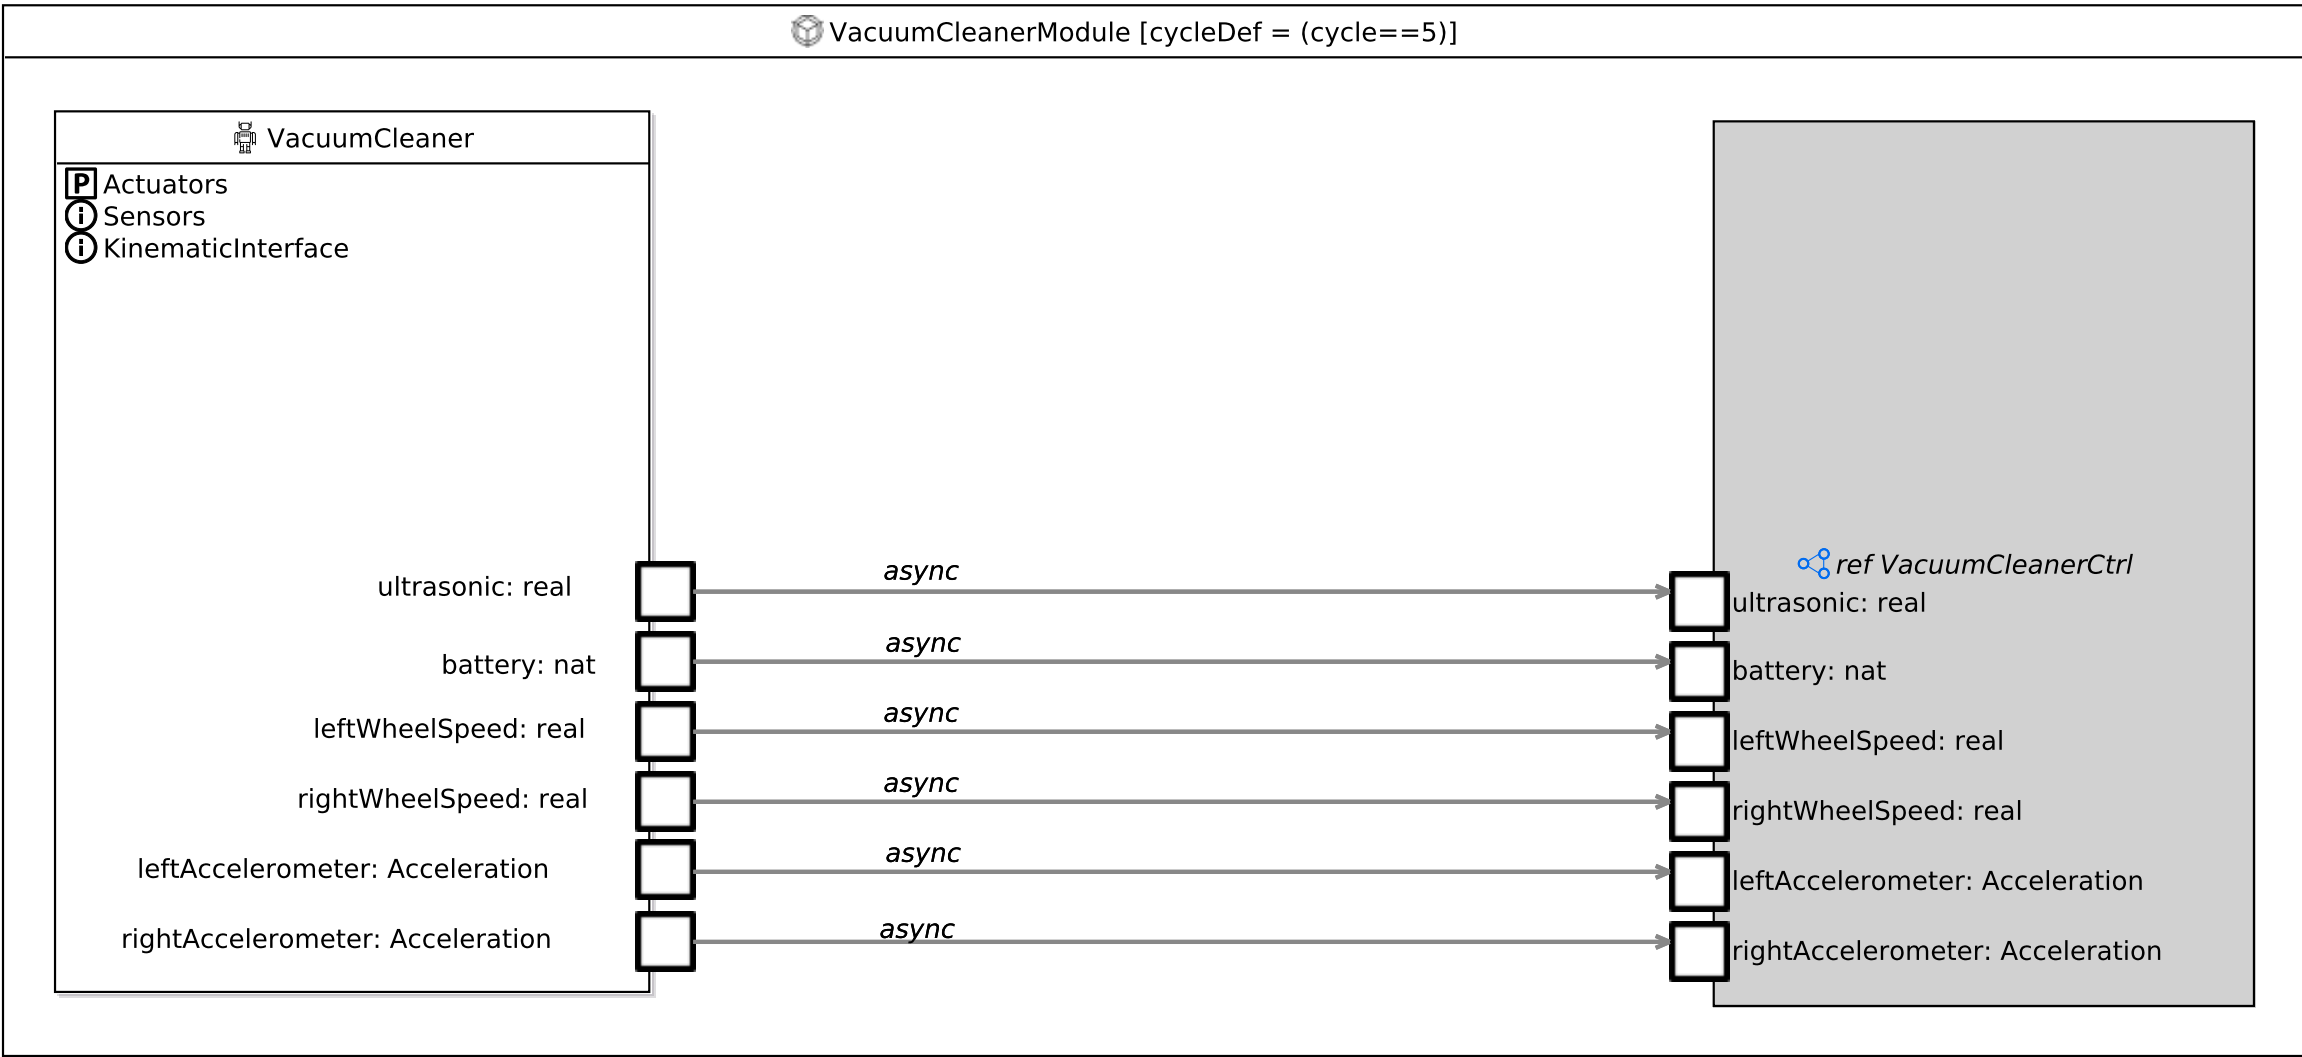 VacuumCleanerModule [cycleDef = (cycle==5)]
VacuumCleaner
P Actuators
i Sensors
i KinematicInterface
ultrasonic: real
battery: nat
leftWheelSpeed: real
rightWheelSpeed: real
leftAccelerometer: Acceleration
rightAccelerometer: Acceleration
async
async
async
async
async
async
ref VacuumCleanerCtrl
ultrasonic: real
battery: nat
leftWheelSpeed: real
rightWheelSpeed: real
leftAccelerometer: Acceleration
rightAccelerometer: Acceleration